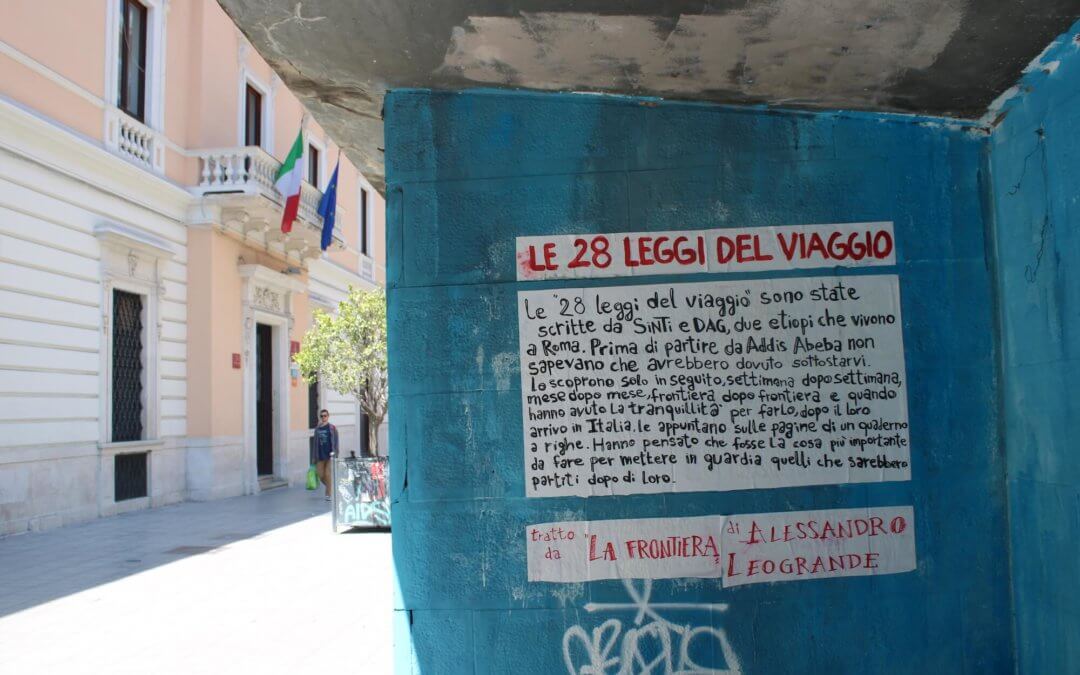 LE 28 LEGGI DEL VIAGGIO
Le "28 leggi del viaggio" sono state
scritte da SiNTi e DAG, due etiopi che vivono
a Roma. Prima di partire da Addis Abeba non
sapevano che avrebbero dovuto sottostarvi.
Lo scoprono solo in seguito, settimana dopo settimana,
mese dopo mese, frontiera dopo frontiera e quando
hanno avuto la tranquillità per farlo, dopo il loro
arrivo in Italia. le appuntano sulle pagine di un quaderno
a righe. Hanno pensato che fosse la cosa più importante
da fare per mettere in guardia quelli che sarebbero
partiti dopo di loro.
tratto da "LA FRONTIERA" di ALESSANDRO
LEOGRANDE